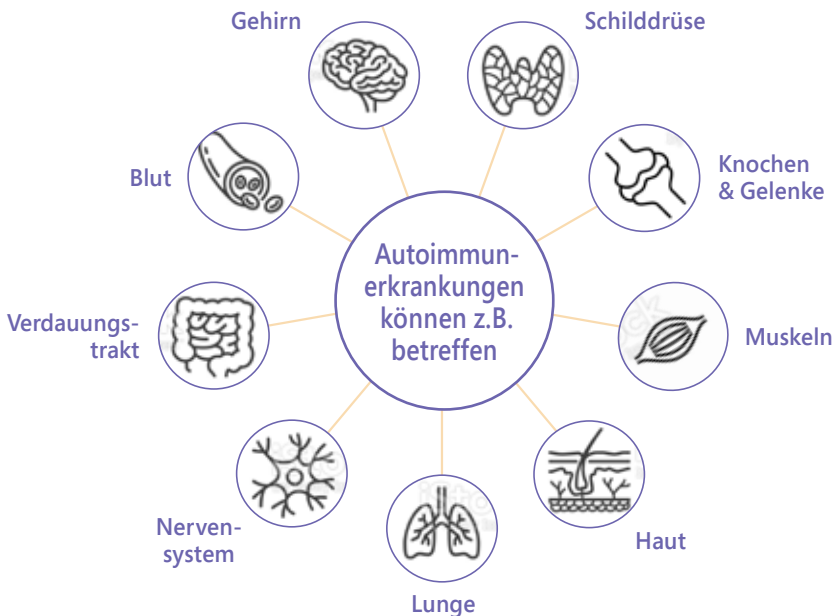 Gehirn
Schilddrüse
Blut
Knochen
& Gelenke
Autoimmun-
erkrankungen
können z.B.
betreffen
Verdauungs-
trakt
Muskeln
Nerven-
system
Haut
Lunge